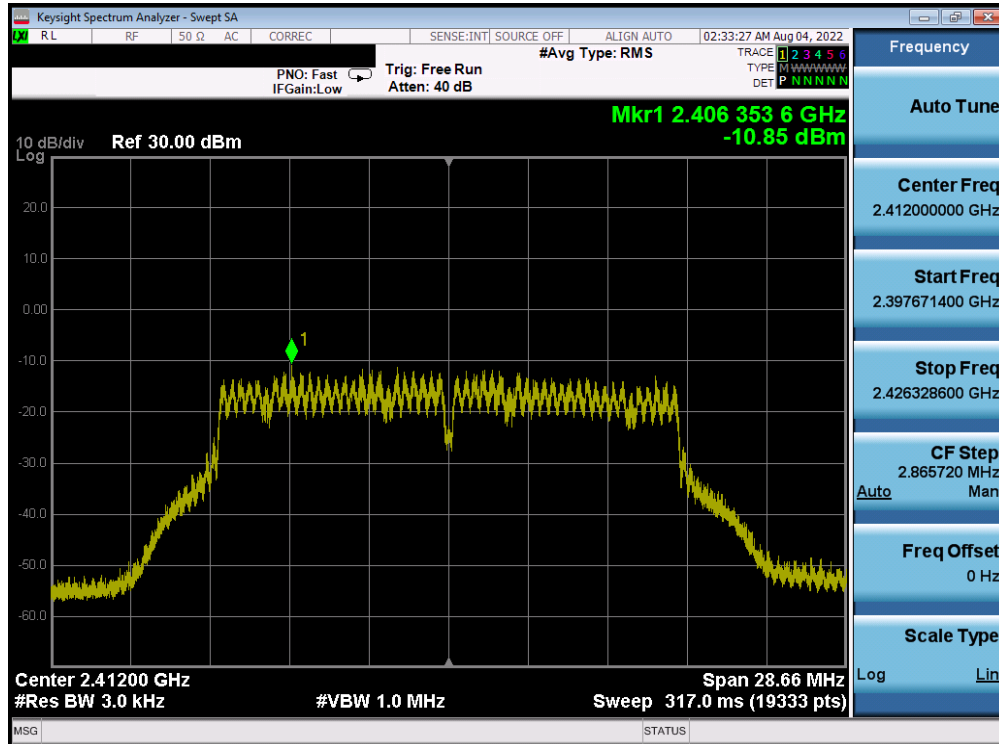 Keysight Spectrum Analyzer - Swept SA
LXI RL RF 50 Ω AC CORREC SENSE:INT SOURCE OFF ALIGN AUTO 02:33:27 AM Aug 04, 2022
#Avg Type: RMS
TRACE 1 2 3 4 5 6
PNO: Fast Trig: Free Run
TYPE M W W W W W
IFGain:Low Atten: 40 dB
DET P N N N N N
Mkr1 2.406 353 6 GHz
10 dB/div Ref 30.00 dBm -10.85 dBm
Log
20.0
10.0
0.00
1
-10.0
-20.0
-30.0
-40.0
-50.0
-60.0
Center 2.41200 GHz Span 28.66 MHz
#Res BW 3.0 kHz #VBW 1.0 MHz Sweep 317.0 ms (19333 pts)
MSG STATUS
Frequency
Auto Tune
Center Freq
2.412000000 GHz
Start Freq
2.397671400 GHz
Stop Freq
2.426328600 GHz
CF Step
2.865720 MHz
Auto Man
Freq Offset
0 Hz
Scale Type
Log Lin